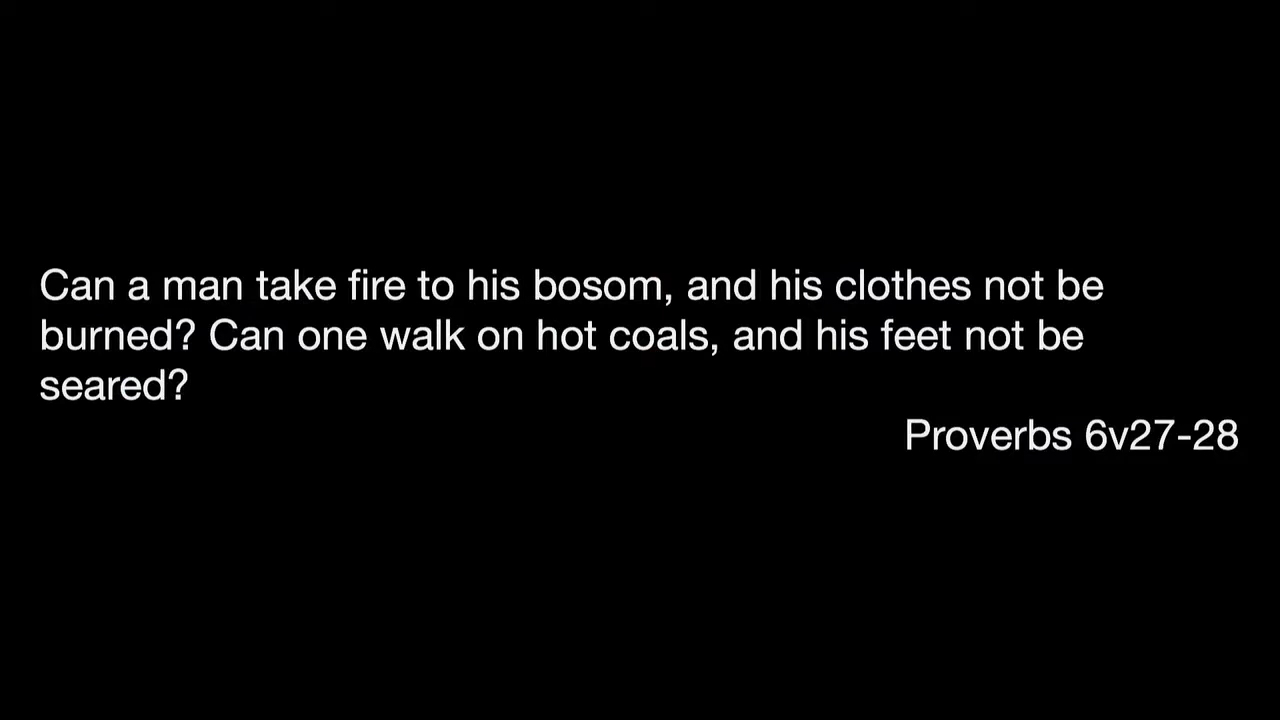 Can a man take fire to his bosom, and his clothes not be
burned? Can one walk on hot coals, and his feet not be
seared?
Proverbs 6v27-28